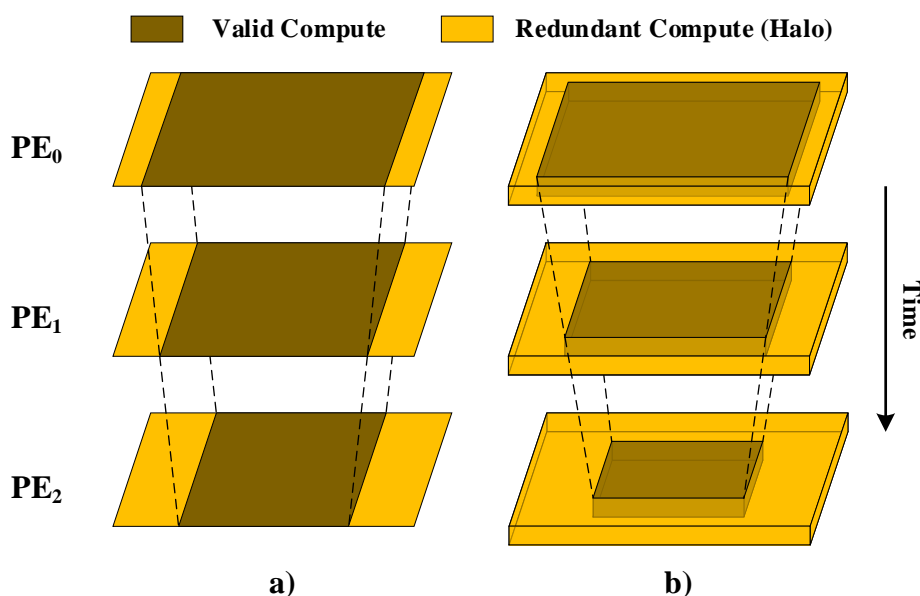 Valid Compute
Redundant Compute (Halo)
PE₀
PE₁
PE₂
Time
a)
b)